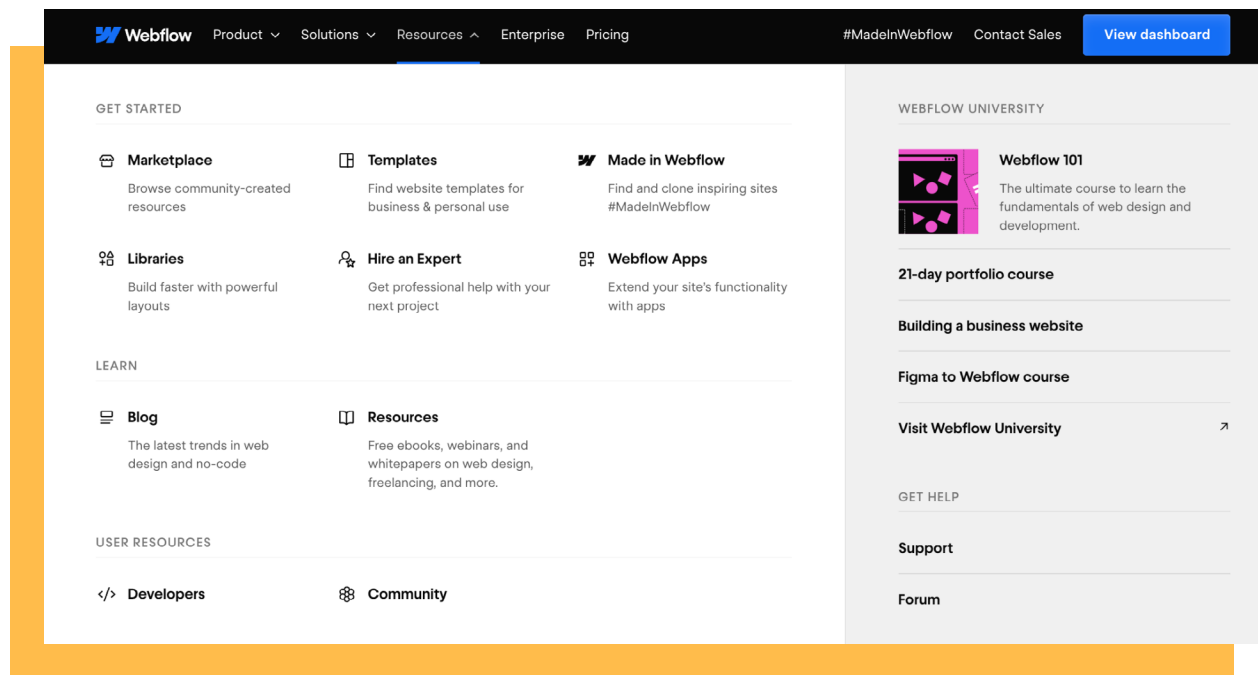 Webflow Product Solutions Resources Enterprise Pricing #MadeInWebflow Contact Sales View dashboard
GET STARTED
Marketplace
Browse community-created
resources
Templates
Find website templates for
business & personal use
Made in Webflow
Find and clone inspiring sites
#MadeInWebflow
Libraries
Build faster with powerful
layouts
Hire an Expert
Get professional help with your
next project
Webflow Apps
Extend your site's functionality
with apps
LEARN
Blog
The latest trends in web
design and no-code
Resources
Free ebooks, webinars, and
whitepapers on web design,
freelancing, and more.
USER RESOURCES
Developers
Community
WEBFLOW UNIVERSITY
Webflow 101
The ultimate course to learn the
fundamentals of web design and
development.
21-day portfolio course
Building a business website
Figma to Webflow course
Visit Webflow University
GET HELP
Support
Forum